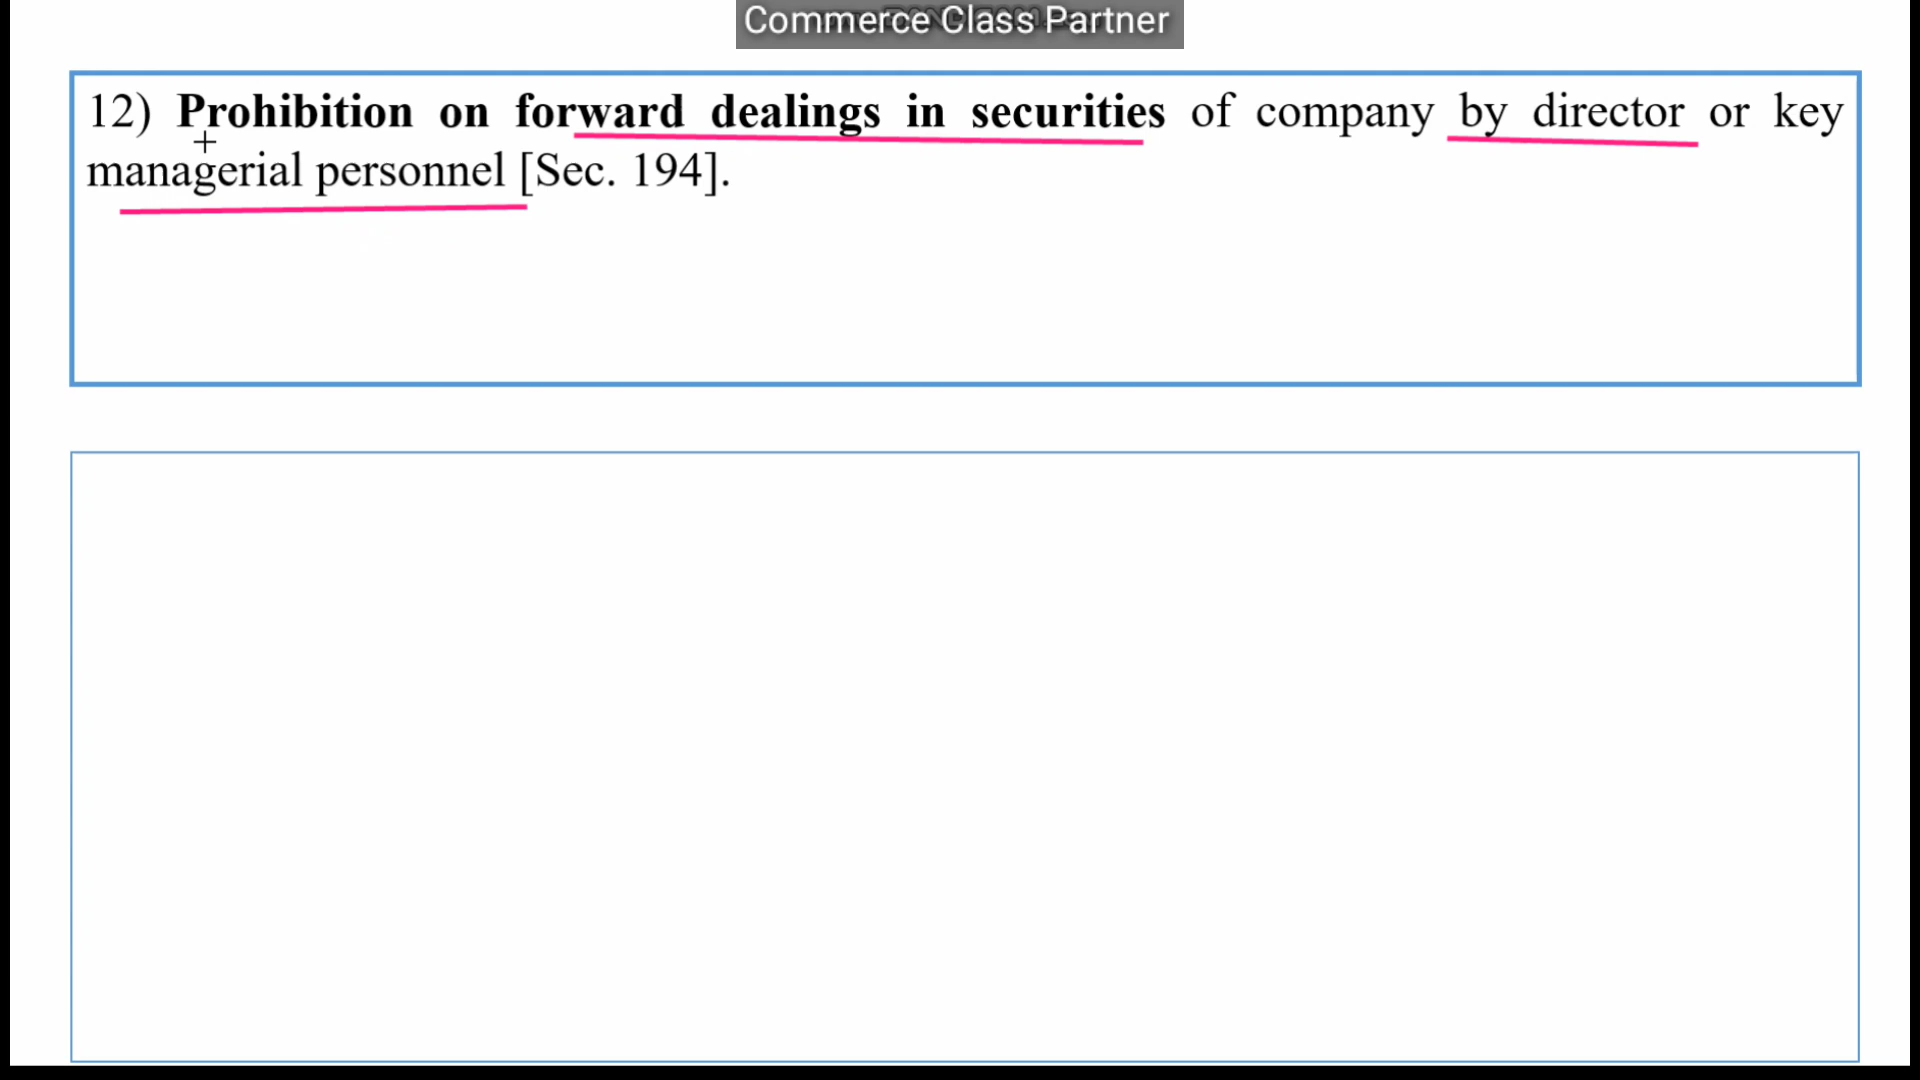 Commerce Class Partner
12) Prohibition on forward dealings in securities of company by director or key
managerial personnel [Sec. 194].